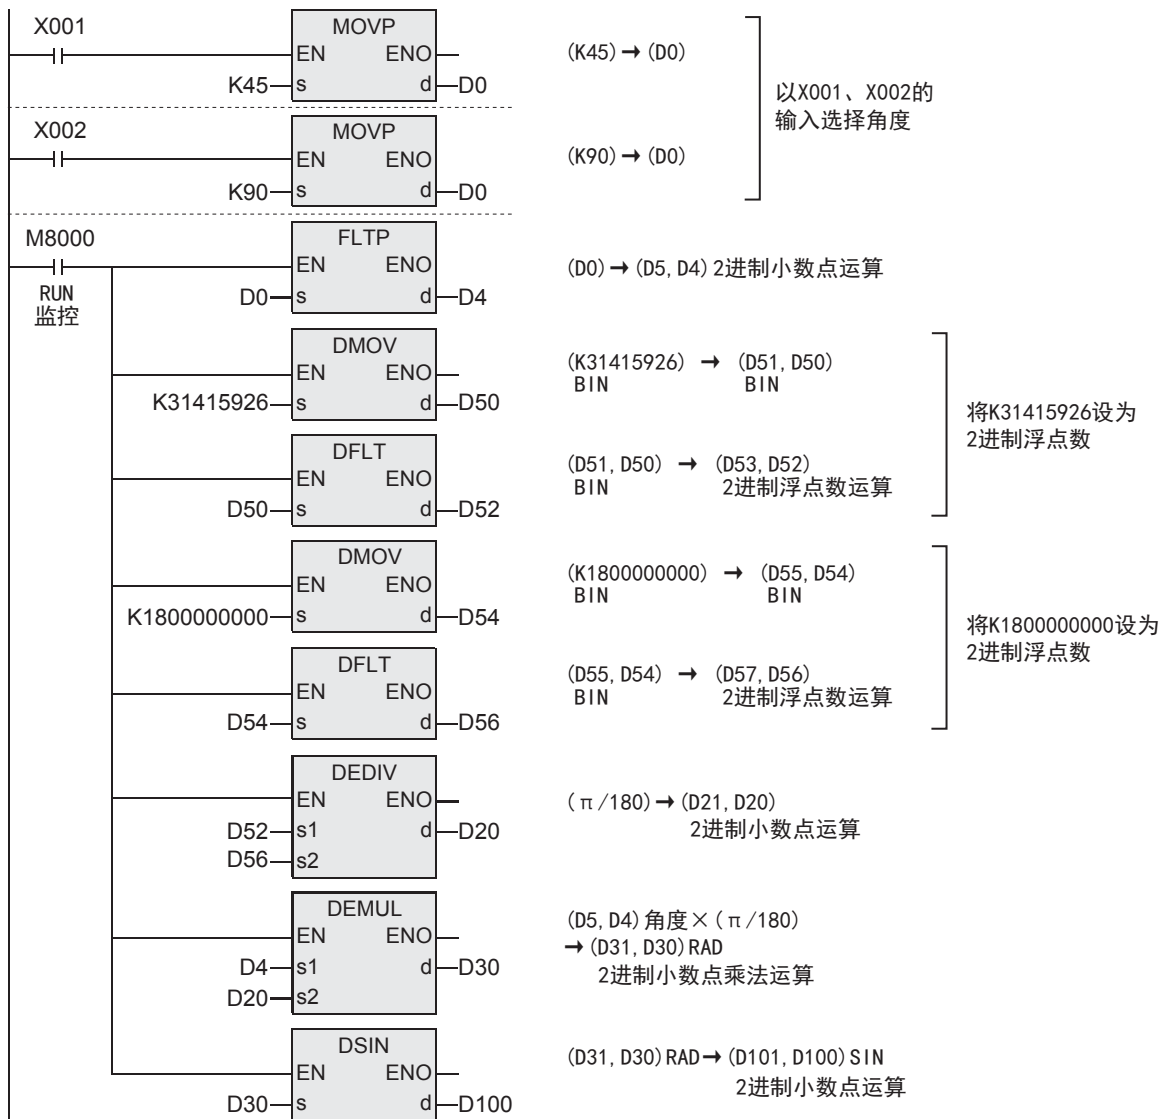 X001
MOVP
EN ENO
K45 s d D0
(K45)→(D0)
以X001、X002的
输入选择角度
X002
MOVP
EN ENO
K90 s d D0
(K90)→(D0)
M8000
RUN
监控
FLTP
EN ENO
D0 s d D4
(D0)→(D5,D4)2进制小数点运算
DMOV
EN ENO
K31415926 s d D50
(K31415926) → (D51,D50)
BIN BIN
将K31415926设为
2进制浮点数
DFLT
EN ENO
D50 s d D52
(D51,D50) → (D53,D52)
BIN 2进制浮点数运算
DMOV
EN ENO
K1800000000 s d D54
(K1800000000) → (D55,D54)
BIN BIN
将K1800000000设为
2进制浮点数
DFLT
EN ENO
D54 s d D56
(D55,D54) → (D57,D56)
BIN 2进制浮点数运算
DEDIV
EN ENO
D52 s1 d D20
D56 s2
(π/180)→(D21,D20)
2进制小数点运算
DEMUL
EN ENO
D4 s1 d D30
D20 s2
(D5,D4)角度×(π/180)
→(D31,D30)RAD
2进制小数点乘法运算
DSIN
EN ENO
D30 s d D100
(D31,D30)RAD→(D101,D100)SIN
2进制小数点运算